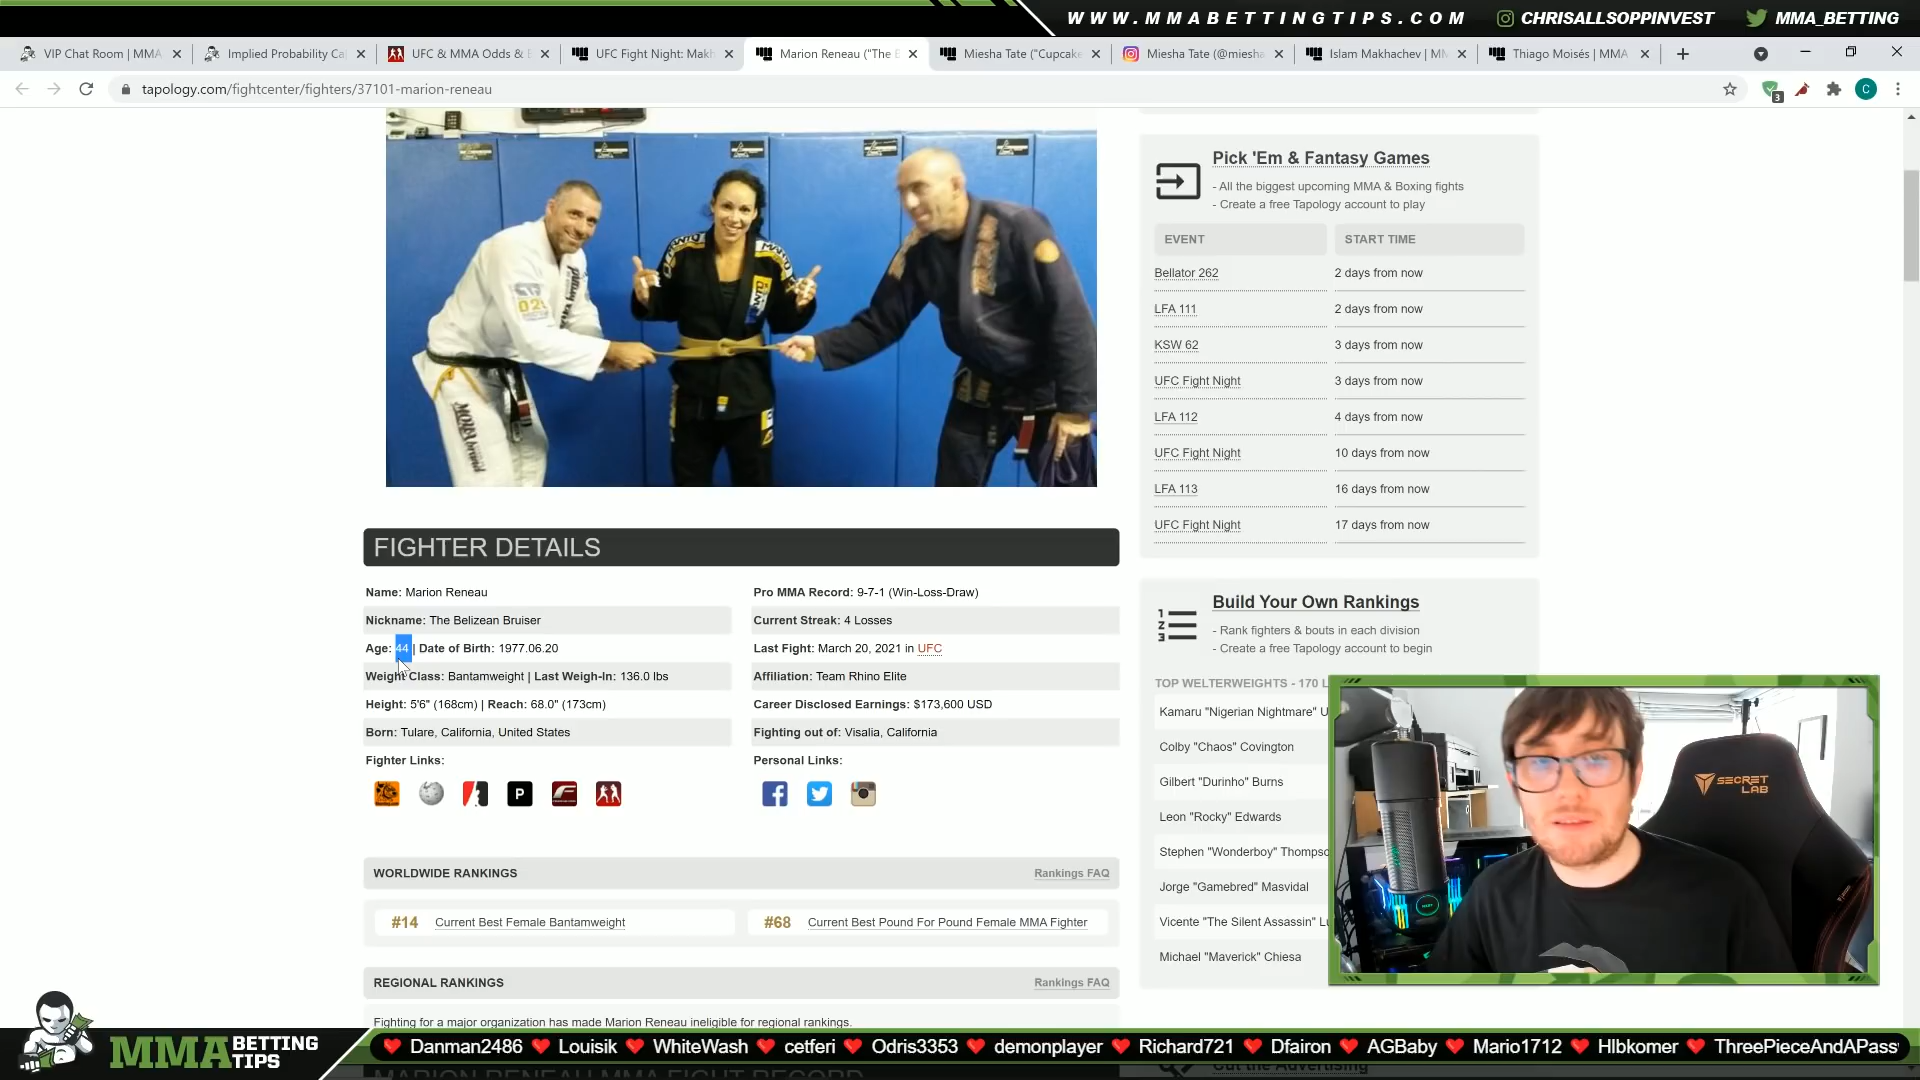 WWW.MMABETTINGTIPS.COM CHRISALLSOPPINVEST MMA_BETTING
VIP Chat Room | MMA Implied Probability Ca UFC & MMA Odds & UFC Fight Night: Makh Marion Reneau ("The B Miesha Tate ("Cupcake Miesha Tate (@miesha Islam Makhachev | MM Thiago Moisés | MMA
tapology.com/fightcenter/fighters/37101-marion-reneau
3
C
Pick 'Em & Fantasy Games
- All the biggest upcoming MMA & Boxing fights
- Create a free Tapology account to play
EVENT START TIME
Bellator 262 2 days from now
LFA 111 2 days from now
KSW 62 3 days from now
UFC Fight Night 3 days from now
LFA 112 4 days from now
UFC Fight Night 10 days from now
LFA 113 16 days from now
UFC Fight Night 17 days from now
FIGHTER DETAILS
Name: Marion Reneau Pro MMA Record: 9-7-1 (Win-Loss-Draw)
Nickname: The Belizean Bruiser Current Streak: 4 Losses
Age: 44 | Date of Birth: 1977.06.20 Last Fight: March 20, 2021 in UFC
Weight Class: Bantamweight | Last Weigh-In: 136.0 lbs Affiliation: Team Rhino Elite
Height: 5'6" (168cm) | Reach: 68.0" (173cm) Career Disclosed Earnings: $173,600 USD
Born: Tulare, California, United States Fighting out of: Visalia, California
Fighter Links: Personal Links:
P
Build Your Own Rankings
- Rank fighters & bouts in each division
- Create a free Tapology account to begin
TOP WELTERWEIGHTS - 170 L
Kamaru "Nigerian Nightmare" U
Colby "Chaos" Covington
Gilbert "Durinho" Burns
Leon "Rocky" Edwards
Stephen "Wonderboy" Thompso
Jorge "Gamebred" Masvidal
Vicente "The Silent Assassin" Lu
Michael "Maverick" Chiesa
SECRET LAB
WORLDWIDE RANKINGS Rankings FAQ
#14 Current Best Female Bantamweight #68 Current Best Pound For Pound Female MMA Fighter
REGIONAL RANKINGS Rankings FAQ
Fighting for a major organization has made Marion Reneau ineligible for regional rankings.
MMA BETTING TIPS
Danman2486 Louisik WhiteWash cetferi Odris3353 demonplayer Richard721 Dfairon AGBaby Mario1712 Hlbkomer ThreePieceAndAPass
MARION RENEAU MMA FIGHT RECORD
Cut the Advertising